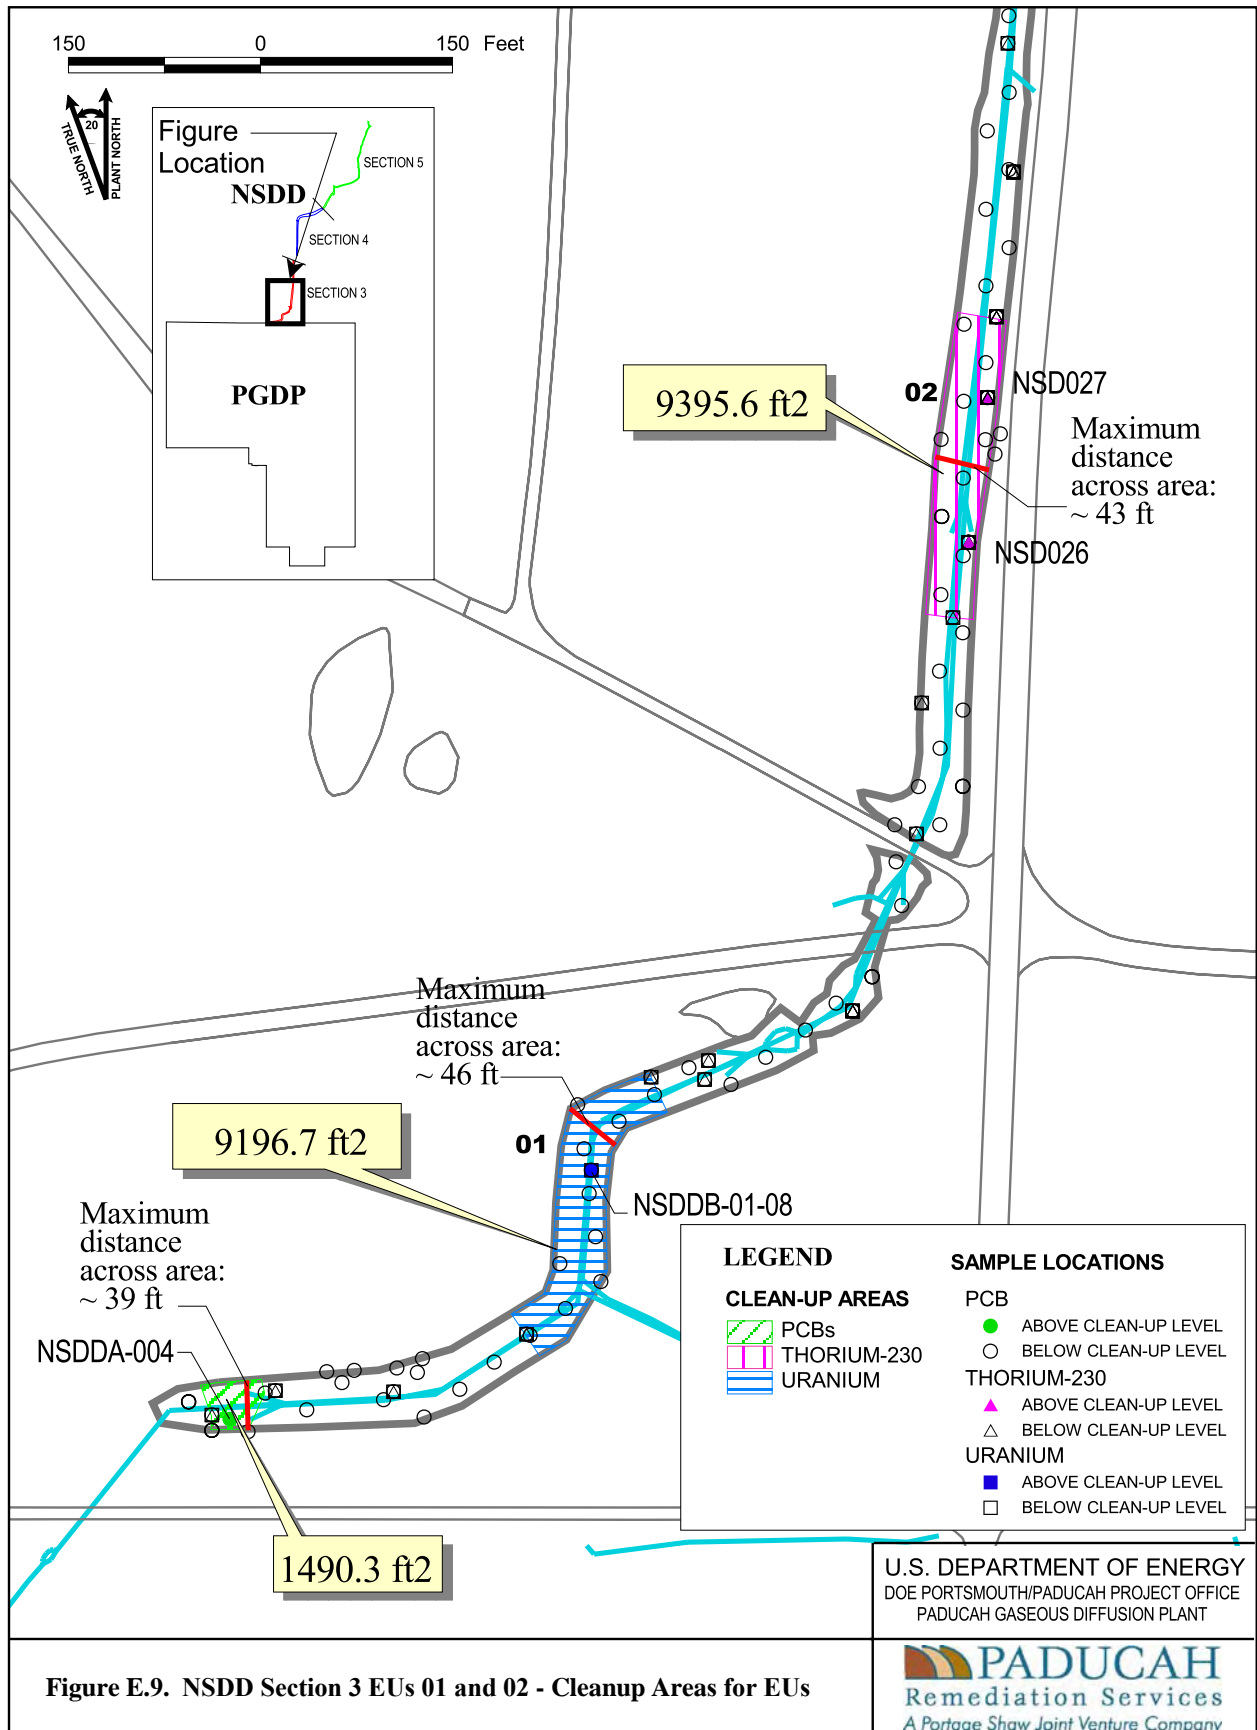 150 0 150 Feet
20
TRUE NORTH
PLANT NORTH
Figure
Location
NSDD
SECTION 5
SECTION 4
SECTION 3
PGDP
9395.6 ft2
02
NSD027
Maximum
distance
across area:
~ 43 ft
NSD026
Maximum
distance
across area:
~ 46 ft
9196.7 ft2
01
NSDDB-01-08
Maximum
distance
across area:
~ 39 ft
NSDDA-004
1490.3 ft2
LEGEND
CLEAN-UP AREAS
PCBs
THORIUM-230
URANIUM
SAMPLE LOCATIONS
PCB
ABOVE CLEAN-UP LEVEL
BELOW CLEAN-UP LEVEL
THORIUM-230
ABOVE CLEAN-UP LEVEL
BELOW CLEAN-UP LEVEL
URANIUM
ABOVE CLEAN-UP LEVEL
BELOW CLEAN-UP LEVEL
U.S. DEPARTMENT OF ENERGY
DOE PORTSMOUTH/PADUCAH PROJECT OFFICE
PADUCAH GASEOUS DIFFUSION PLANT
Figure E.9. NSDD Section 3 EUs 01 and 02 - Cleanup Areas for EUs
PADUCAH
Remediation Services
A Portage Shaw Joint Venture Company